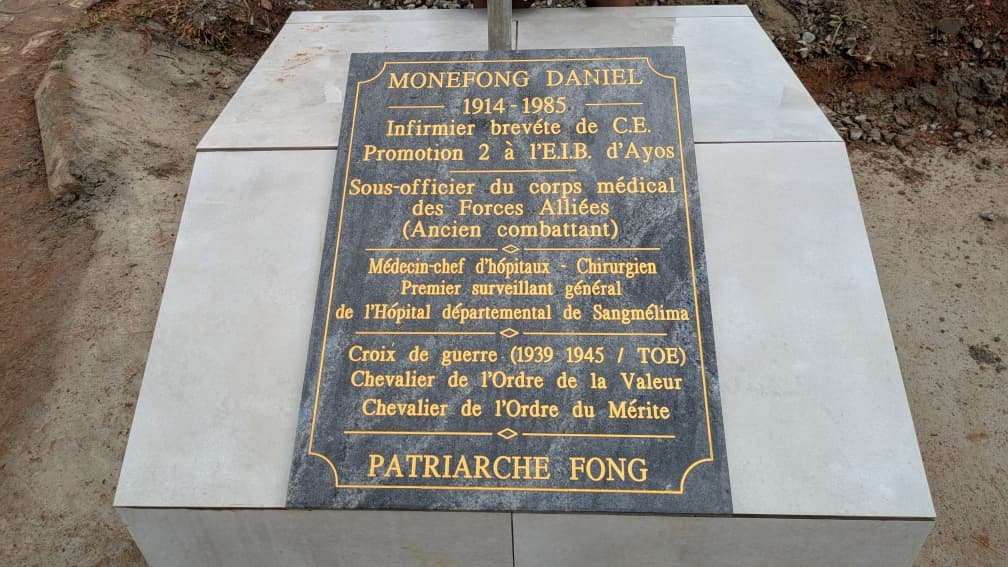 MONEFONG DANIEL
1914 - 1985
Infirmier brevéte de C.E.
Promotion 2 à l'E.I.B. d'Ayos
Sous-officier du corps médical
des Forces Alliées
(Ancien combattant)
Médecin-chef d'hópitaux - Chirurgien
Premier surveillant général
de l'Hópital départemental de Sangmélima
Croix de guerre (1939 1945 / TOE)
Chevalier de l'Ordre de la Valeur
Chevalier de l'Ordre du Mérite
PATRIARCHE FONG